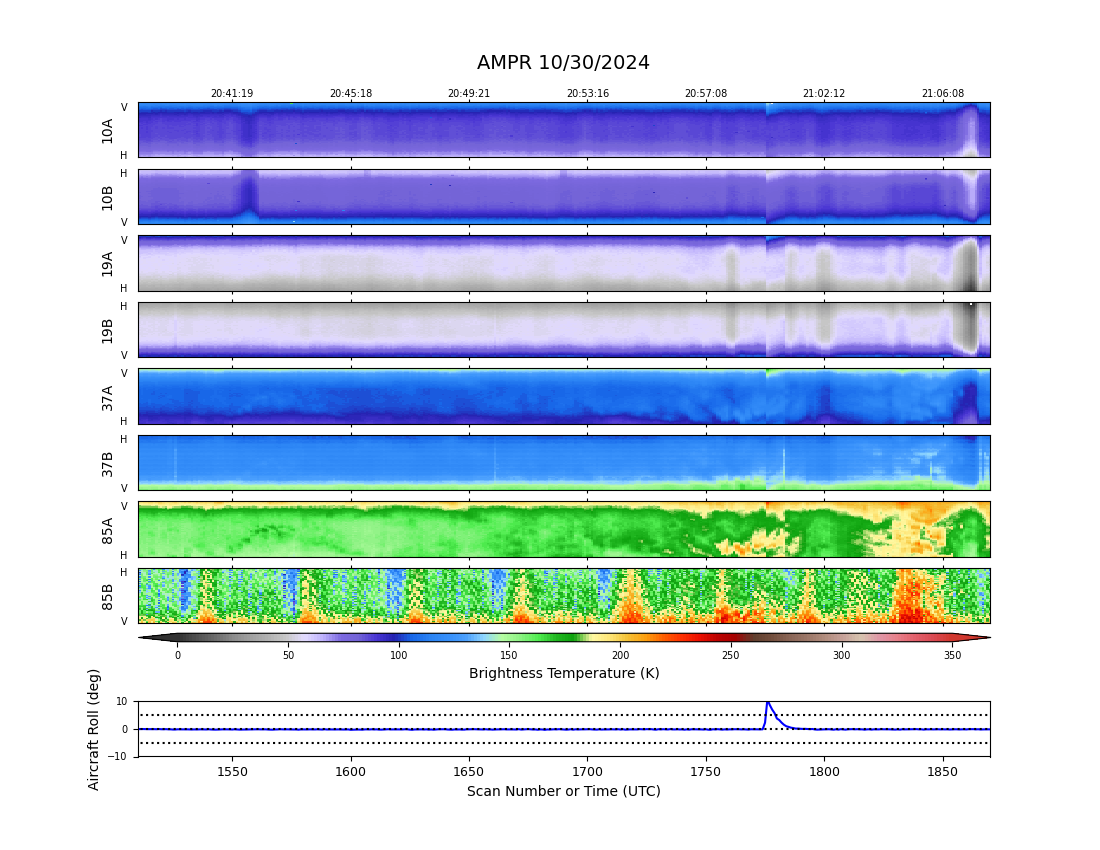 AMPR 10/30/2024
20:41:19 20:45:18 20:49:21 20:53:16 20:57:08 21:02:12 21:06:08
V
10A
H
H
10B
V
V
19A
H
H
19B
V
V
37A
H
H
37B
V
V
85A
H
H
85B
V
0 50 100 150 200 250 300 350
Brightness Temperature (K)
Aircraft Roll (deg)
10
0
−10
1550 1600 1650 1700 1750 1800 1850
Scan Number or Time (UTC)